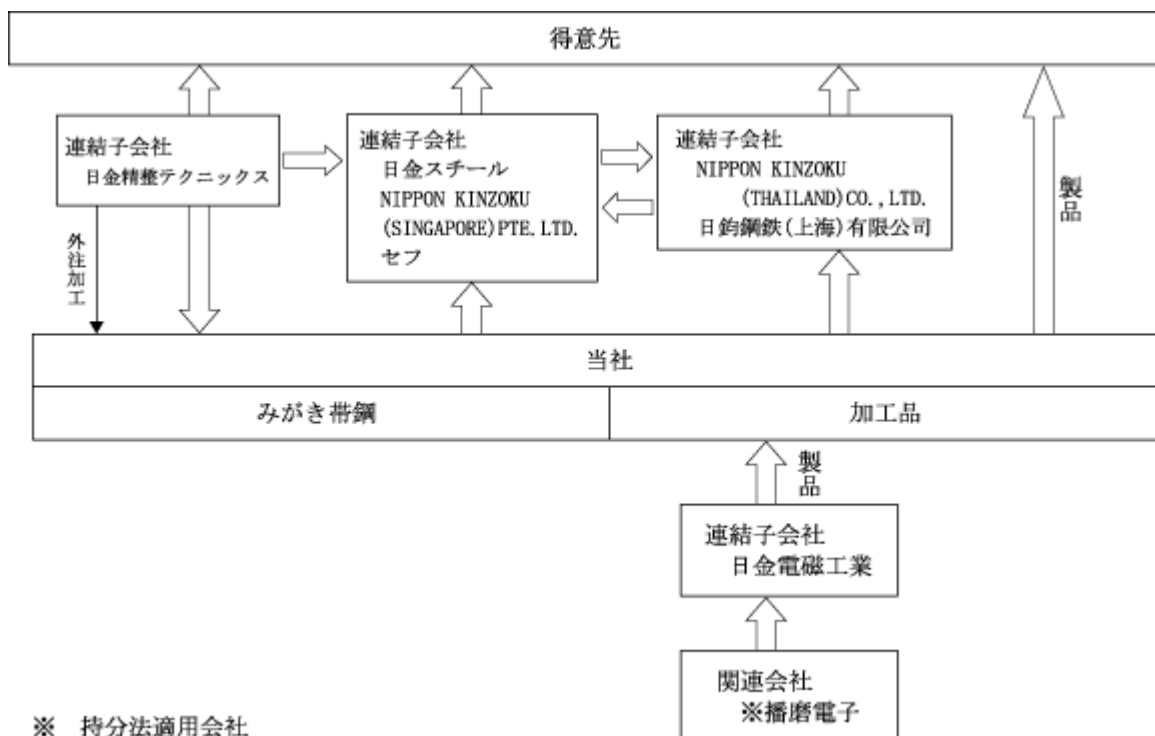 得意先
連結子会社
日金精整テクニックス
連結子会社
日金スチール
NIPPON KINZOKU
(SINGAPORE)PTE.LTD.
セフ
連結子会社
NIPPON KINZOKU
(THAILAND)CO.,LTD.
日鈞鋼鉄(上海)有限公司
製品
外注加工
当社
みがき帯鋼
加工品
製品
連結子会社
日金電磁工業
関連会社
※播磨電子
※ 持分法適用会社